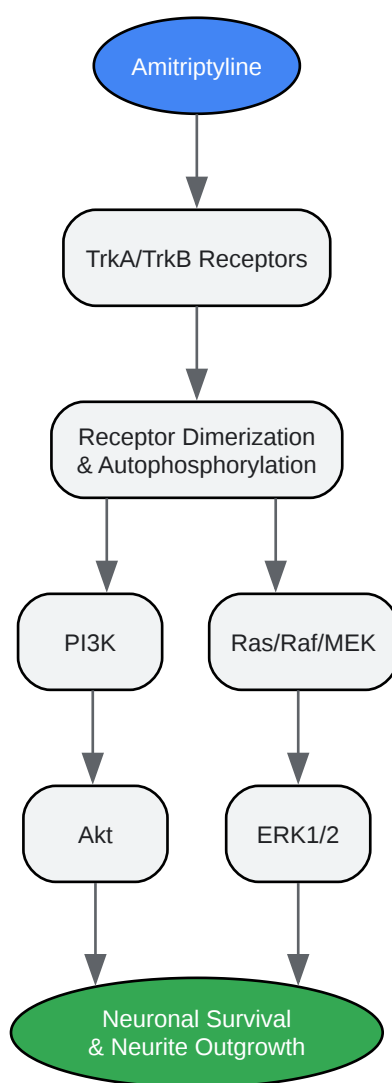 Amitriptyline
TrkA/TrkB Receptors
Receptor Dimerization
& Autophosphorylation
PI3K
Ras/Raf/MEK
Akt
ERK1/2
Neuronal Survival
& Neurite Outgrowth